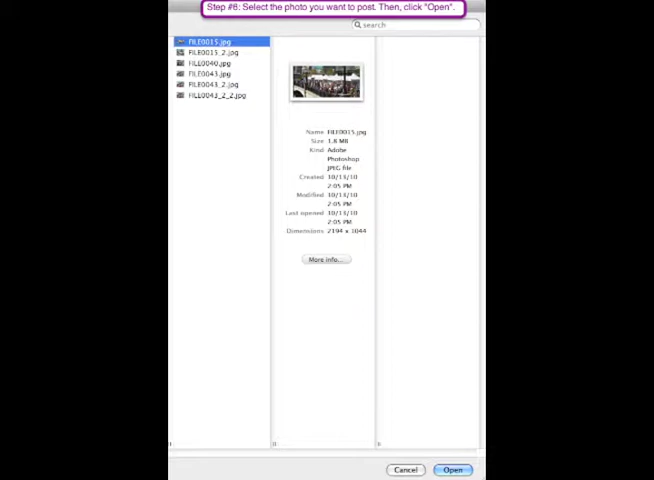 Step #6: Select the photo you want to post. Then, click "Open".
search
FILE0015.jpg
FILE0015_2.jpg
FILE0040.jpg
FILE0043.jpg
FILE0043_2.jpg
FILE0043_2_2.jpg
Name FILE0015.jpg
Size 1.8 MB
Kind Adobe
Photoshop
JPEG file
Created 10/13/10
2:05 PM
Modified 10/13/10
2:05 PM
Last opened 10/13/10
2:05 PM
Dimensions 2194 x 1044
More info...
Cancel
Open